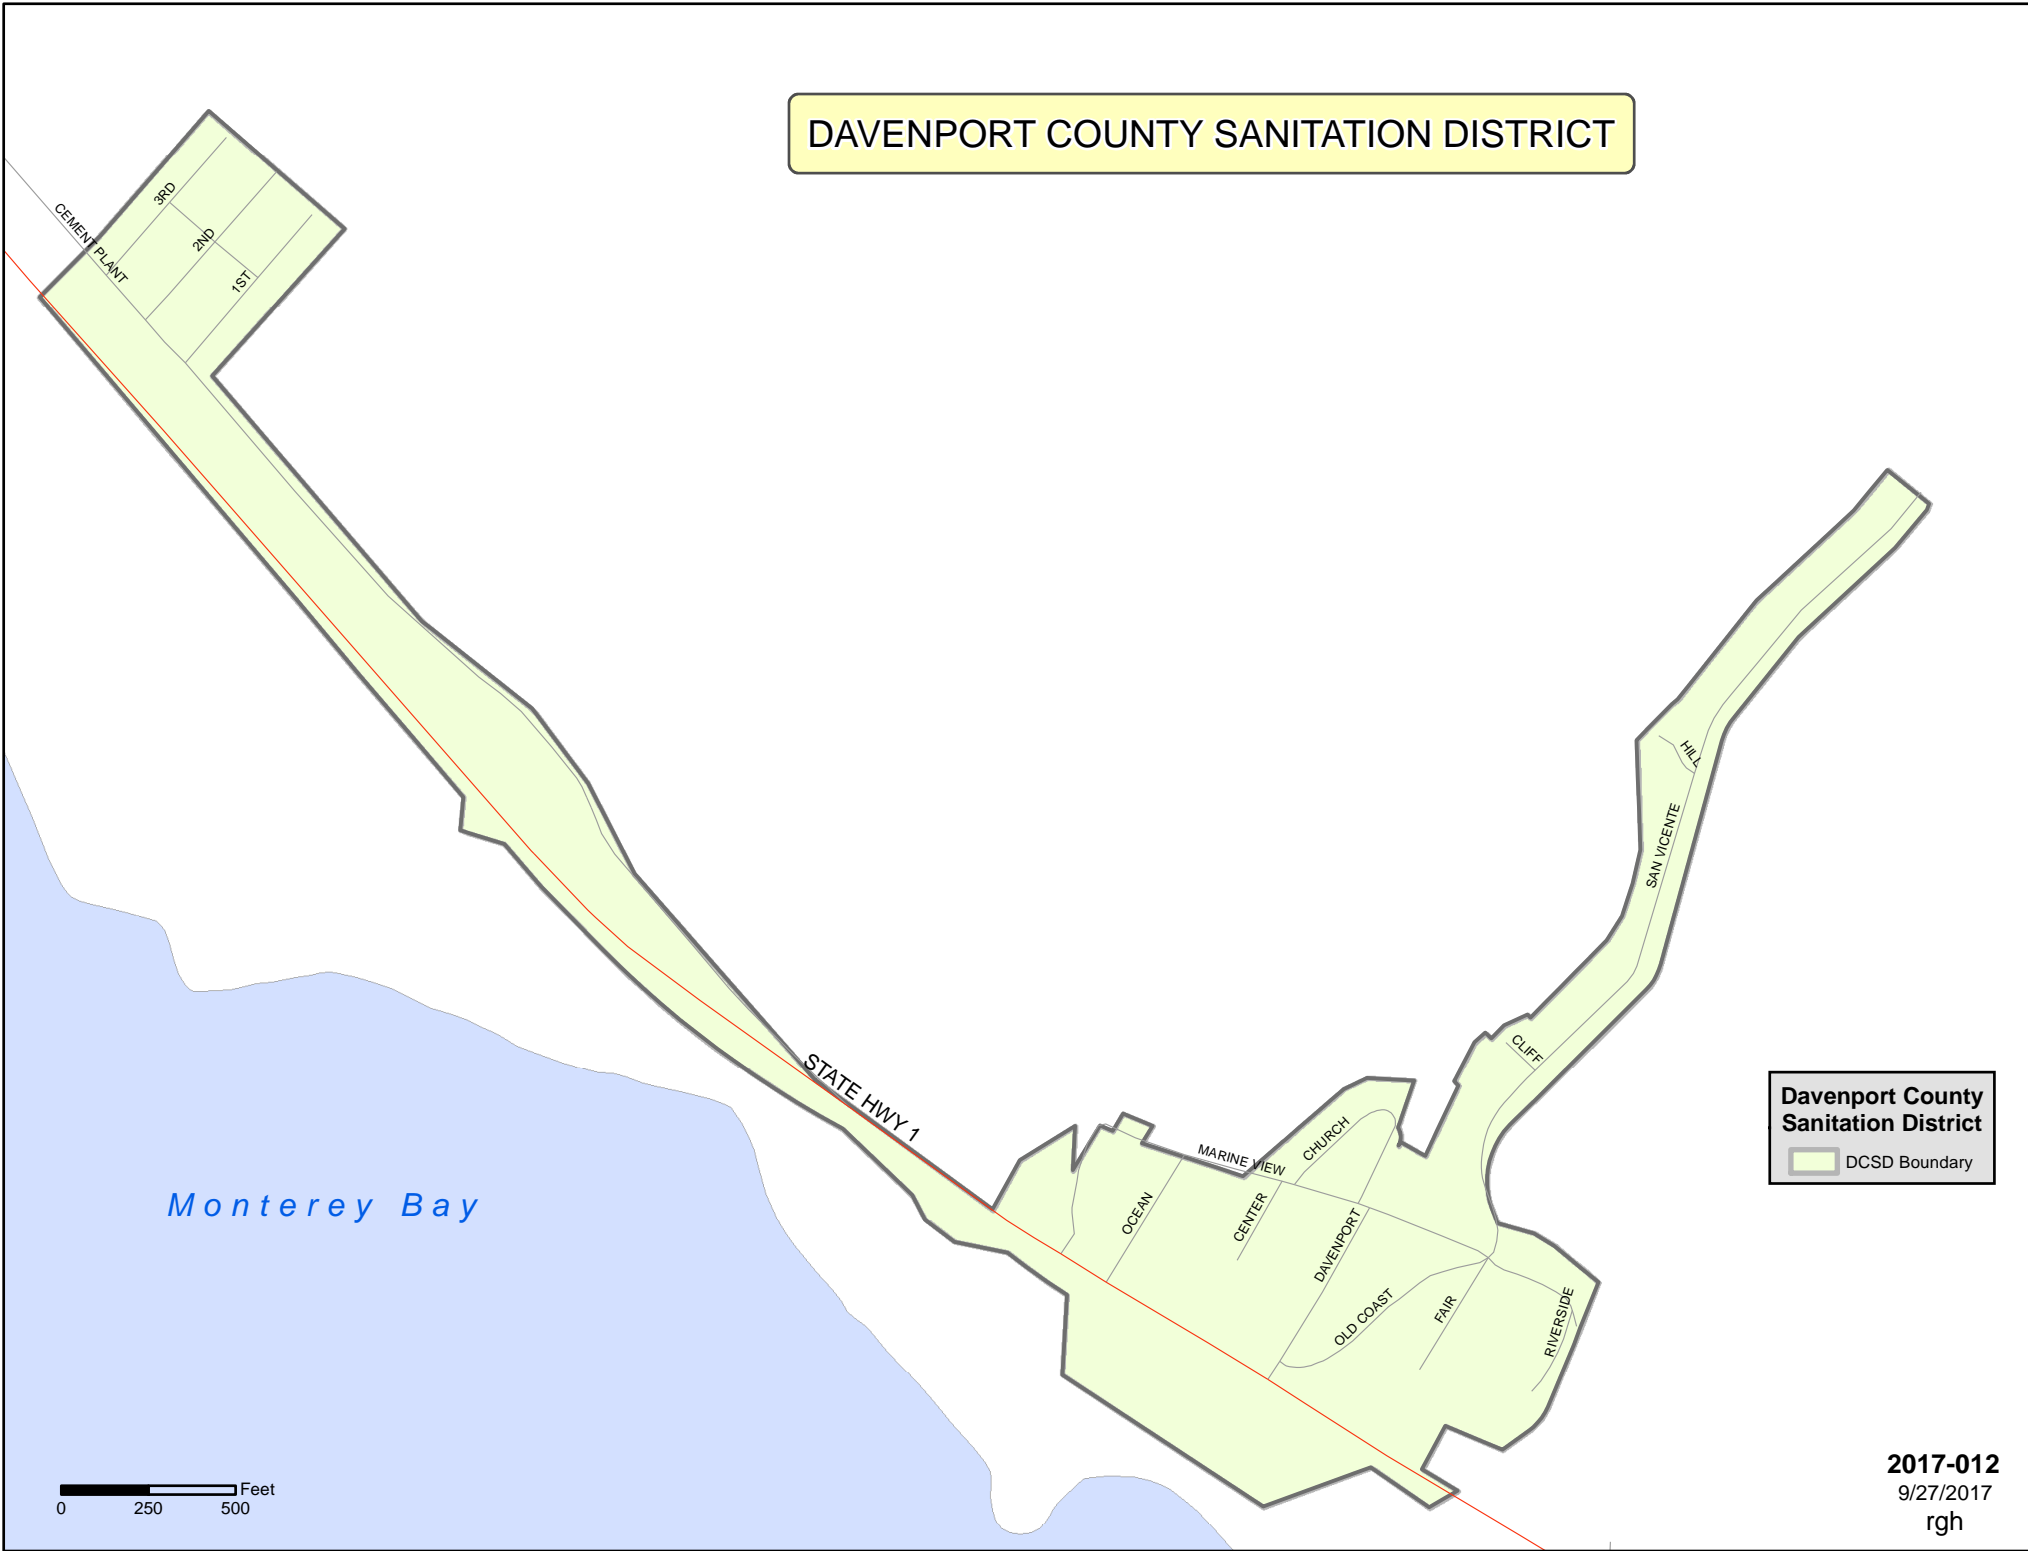 DAVENPORT COUNTY SANITATION DISTRICT
3RD
CEMENT PLANT
2ND
1ST
HILL
SAN VICENTE
CLIFF
STATE HWY 1
CHURCH
MARINE VIEW
OCEAN
CENTER
DAVENPORT
OLD COAST
FAIR
RIVERSIDE
Monterey Bay
Davenport County
Sanitation District
DCSD Boundary
Feet
0 250 500
2017-012
9/27/2017
rgh